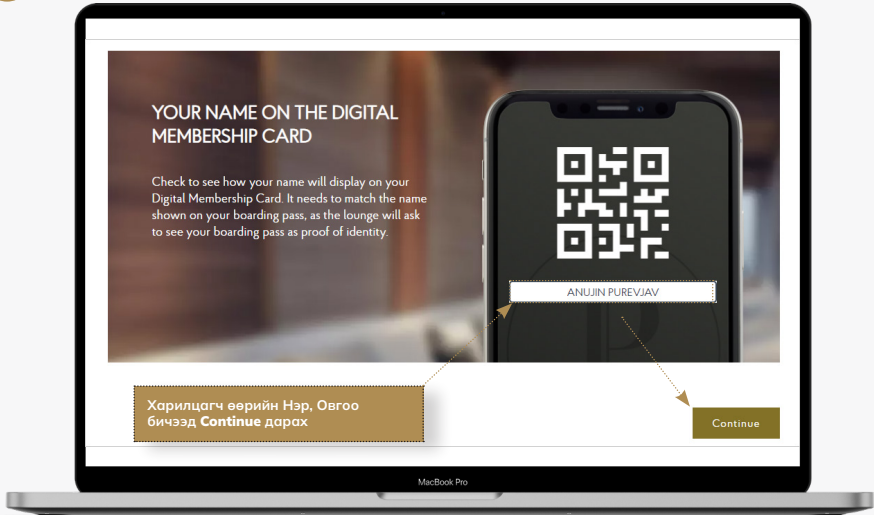 YOUR NAME ON THE DIGITAL
MEMBERSHIP CARD
Check to see how your name will display on your
Digital Membership Card. It needs to match the name
shown on your boarding pass, as the lounge will ask
to see your boarding pass as proof of identity.
ANUJIN PUREVJAV
Харилцагч өөрийн Нэр, Овгоо
бичээд Continue дарах
Continue
MacBook Pro